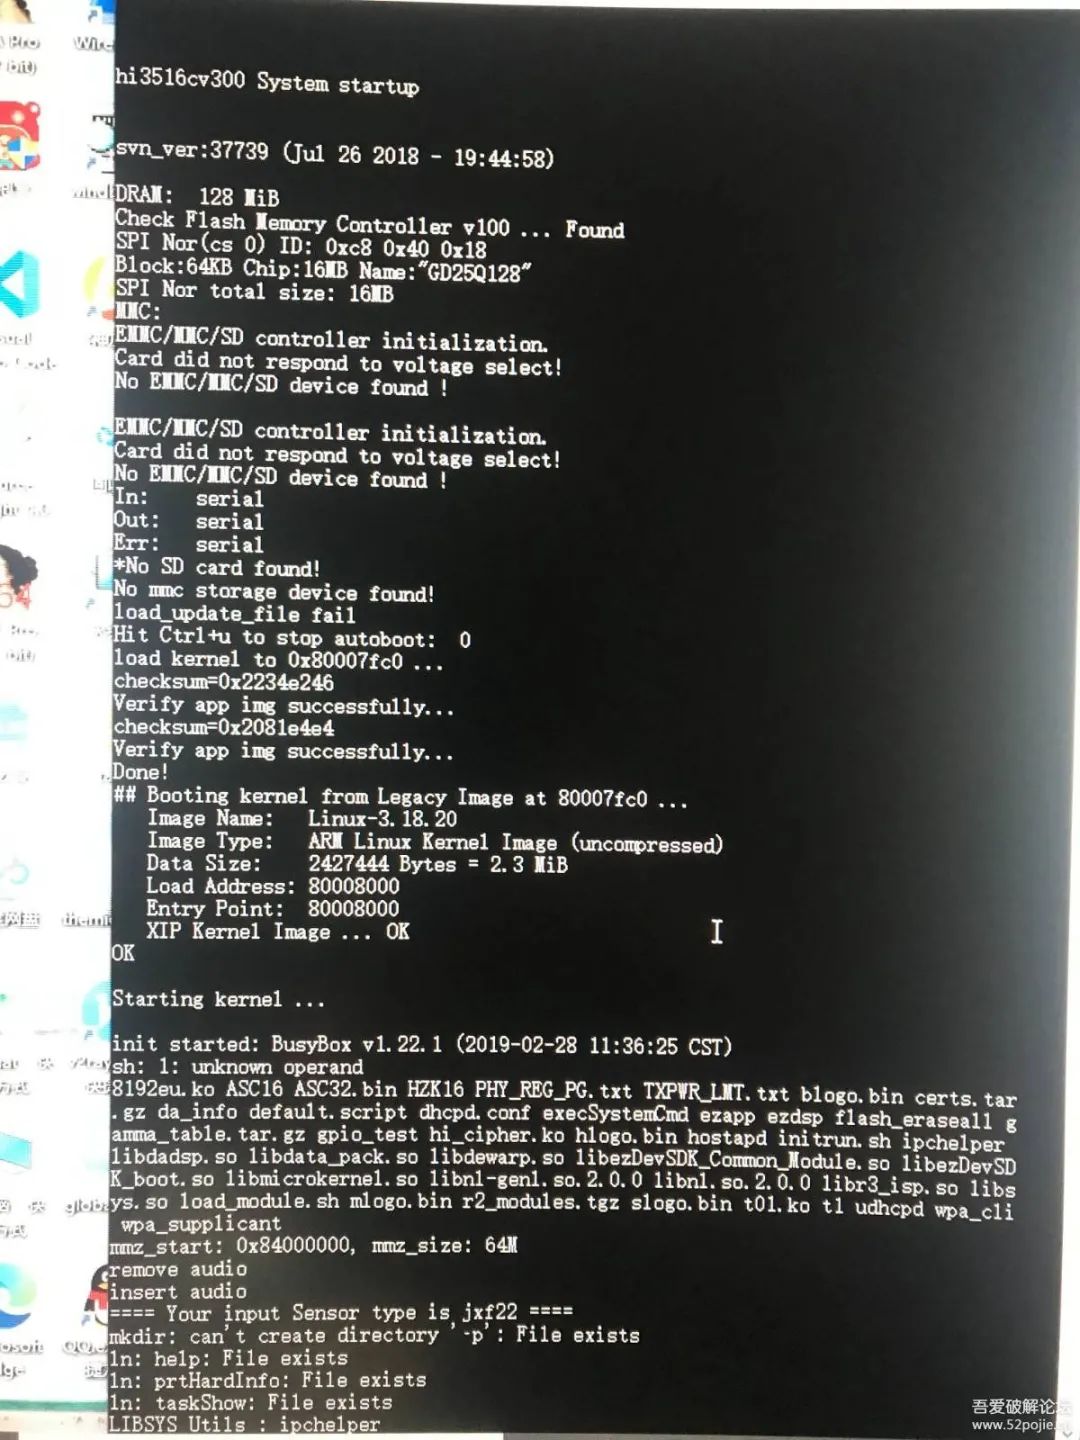 hi3516cv300 System startup
svn_ver:37739 (Jul 26 2018 - 19:44:58)
DRAM:  128 MiB
Check Flash Memory Controller v100 ... Found
SPI Nor(cs 0) ID: 0xc8 0x40 0x18
Block:64KB Chip:16MB Name:"GD25Q128"
SPI Nor total size: 16MB
MMC:
EMMC/MMC/SD controller initialization.
Card did not respond to voltage select!
No EMMC/MMC/SD device found !
EMMC/MMC/SD controller initialization.
Card did not respond to voltage select!
No EMMC/MMC/SD device found !
In:    serial
Out:   serial
Err:   serial
*No SD card found!
No mmc storage device found!
load_update_file fail
Hit Ctrl+u to stop autoboot:  0
load kernel to 0x80007fc0 ...
checksum=0x2234e246
Verify app img successfully...
checksum=0x2081e4e4
Verify app img successfully...
Done!
## Booting kernel from Legacy Image at 80007fc0 ...
   Image Name:   Linux-3.18.20
   Image Type:   ARM Linux Kernel Image (uncompressed)
   Data Size:    2427444 Bytes = 2.3 MiB
   Load Address: 80008000
   Entry Point:  80008000
   XIP Kernel Image ... OK
OK
Starting kernel ...
init started: BusyBox v1.22.1 (2019-02-28 11:36:25 CST)
sh: 1: unknown operand
8192eu.ko ASC16 ASC32.bin HZK16 PHY_REG_PG.txt TXPWR_LMT.txt blogo.bin certs.tar
.gz da_info default.script dhcpd.conf execSystemCmd ezapp ezdsp flash_eraseall g
amma_table.tar.gz gpio_test hi_cipher.ko hlogo.bin hostapd initrun.sh ipchelper
libdadsp.so libdata_pack.so libdewarp.so libezDevSDK_Common_Module.so libezDevSD
K_boot.so libmicrokernel.so libnl-genl.so.2.0.0 libnl.so.2.0.0 libr3_isp.so libs
ys.so load_module.sh mlogo.bin r2_modules.tgz slogo.bin t01.ko tl udhcpd wpa_cli
 wpa_supplicant
mmz_start: 0x84000000, mmz_size: 64M
remove audio
insert audio
==== Your input Sensor type is jxf22 ====
mkdir: can't create directory '-p': File exists
ln: help: File exists
ln: prtHardInfo: File exists
ln: taskShow: File exists
LIBSYS Utils : ipchelper
吾爱破解论坛
www.52pojie.c
Pro
Wire
bit)
Code
themi
v2ray
globa
QQ